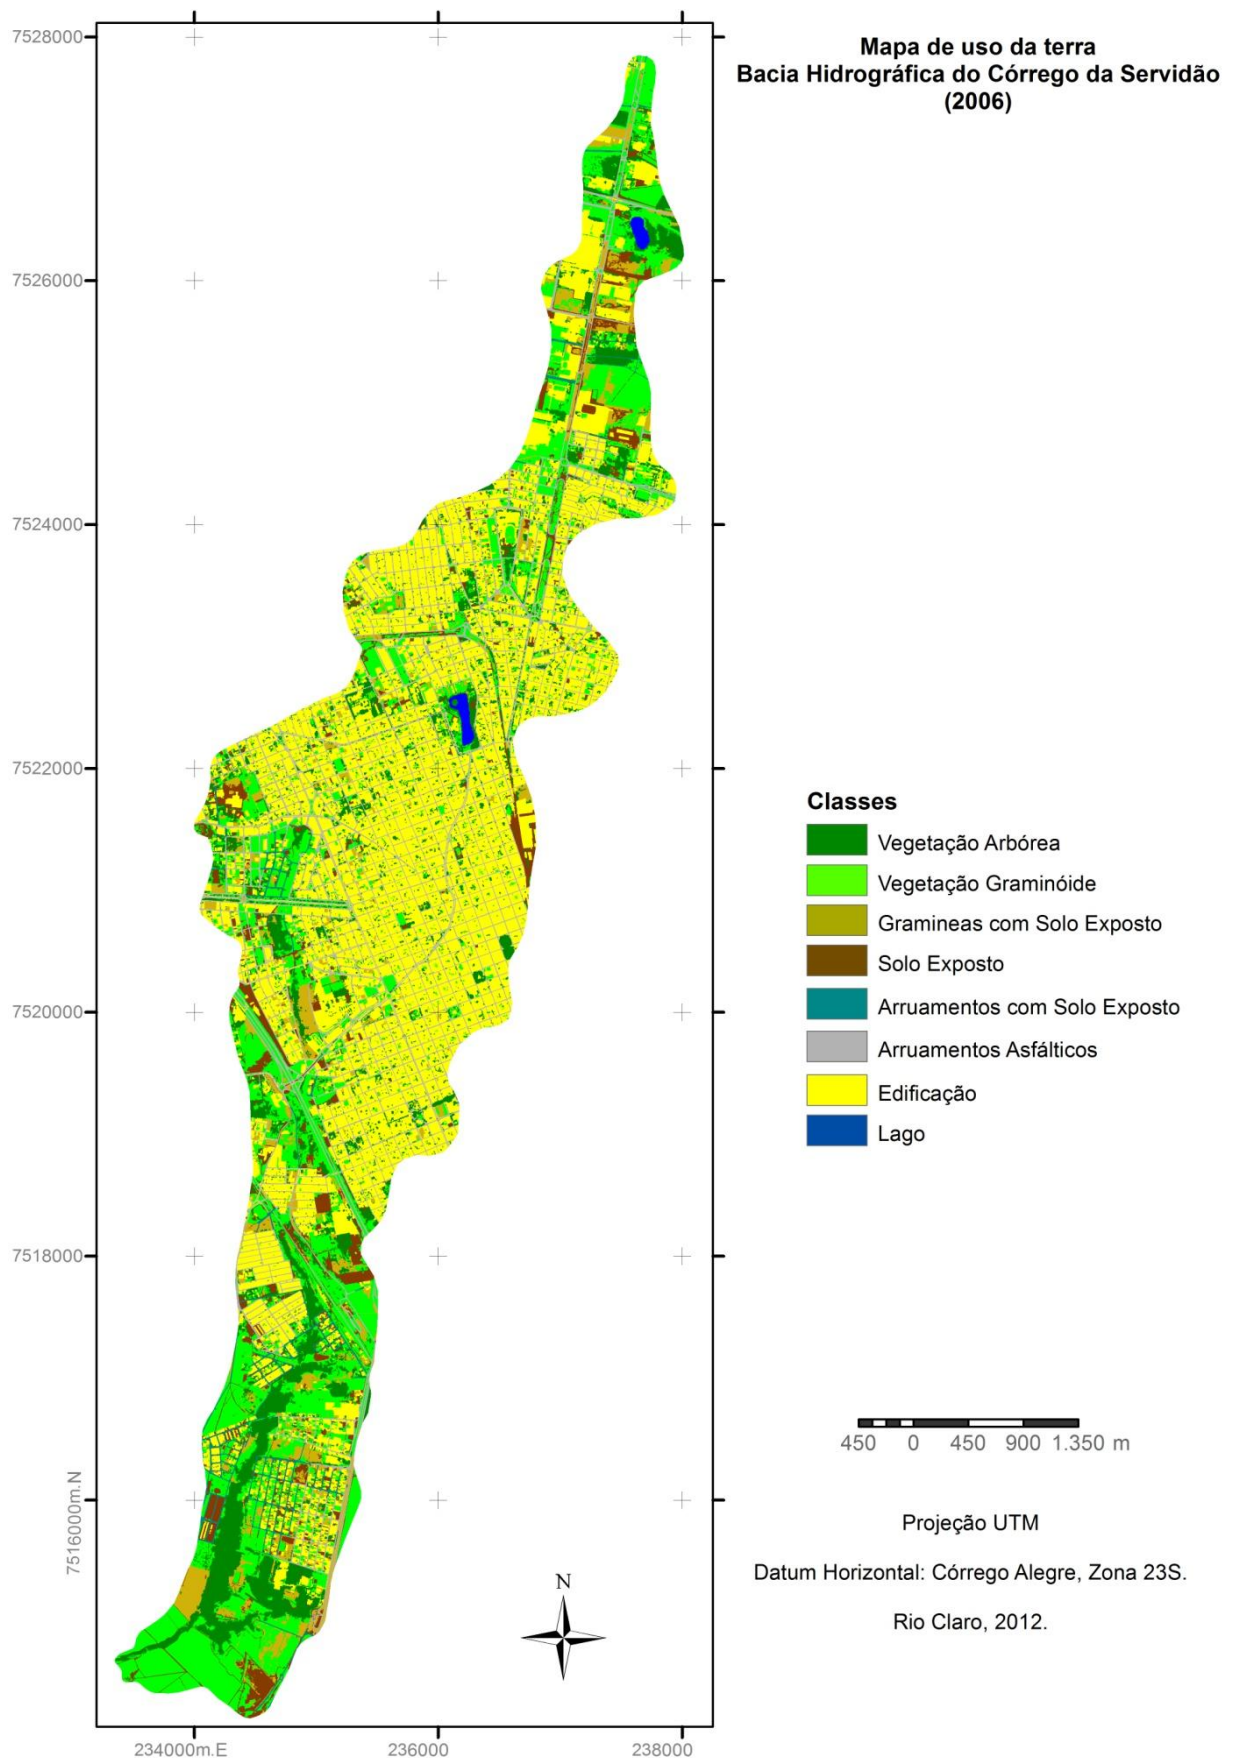 Mapa de uso da terra
Bacia Hidrográfica do Córrego da Servidão
(2006)
7528000
7526000
7524000
7522000
7520000
7518000
7516000m.N
234000m.E
236000
238000
Classes
Vegetação Arbórea
Vegetação Graminóide
Gramineas com Solo Exposto
Solo Exposto
Arruamentos com Solo Exposto
Arruamentos Asfálticos
Edificação
Lago
450 0 450 900 1.350 m
N
Projeção UTM
Datum Horizontal: Córrego Alegre, Zona 23S.
Rio Claro, 2012.